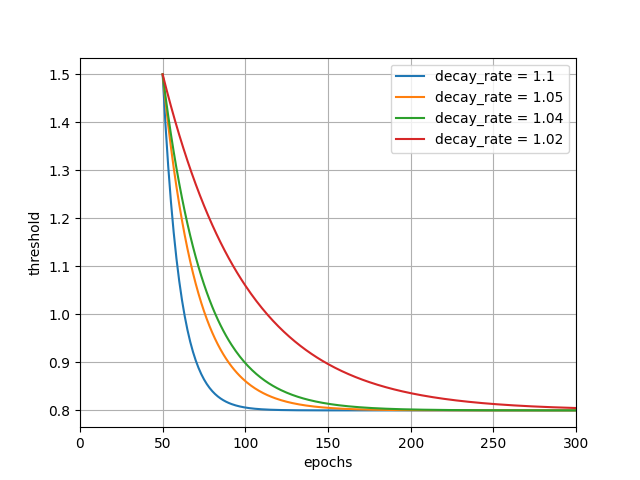 1.5
1.4
1.3
1.2
1.1
1.0
0.9
0.8
threshold
0
50
100
150
200
250
300
epochs
decay_rate = 1.1
decay_rate = 1.05
decay_rate = 1.04
decay_rate = 1.02